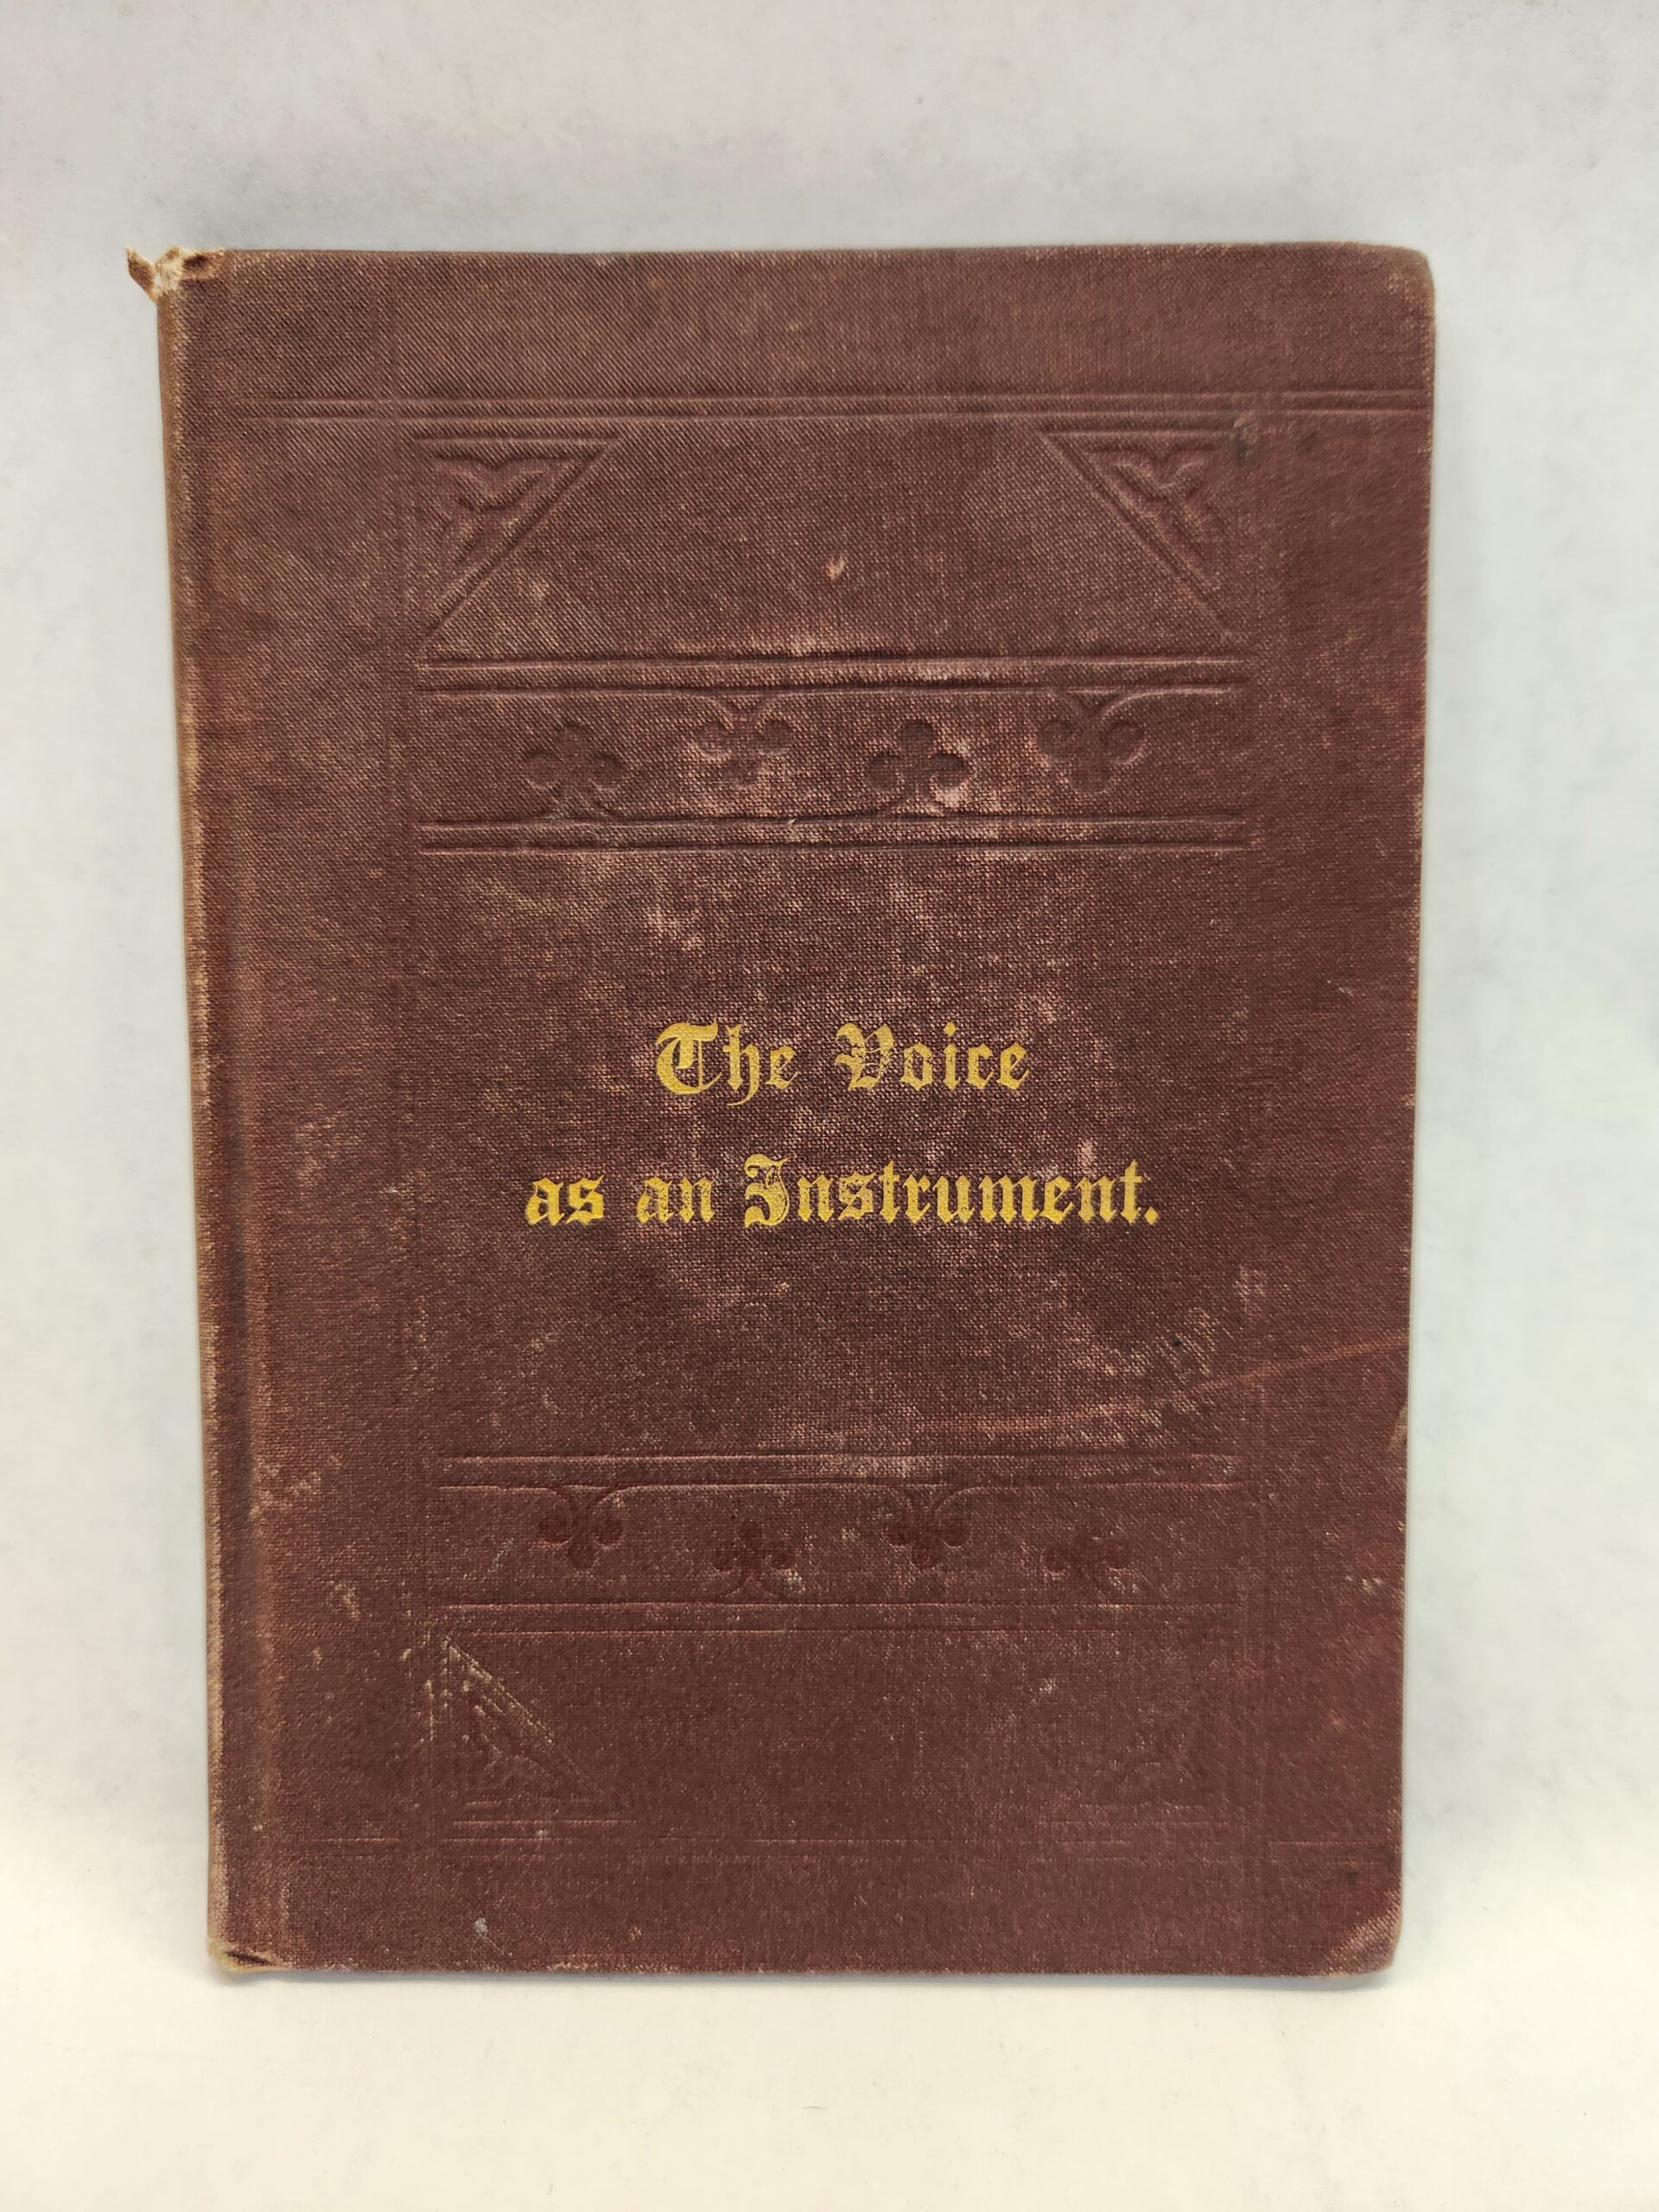 The Voice
as an Instrument.